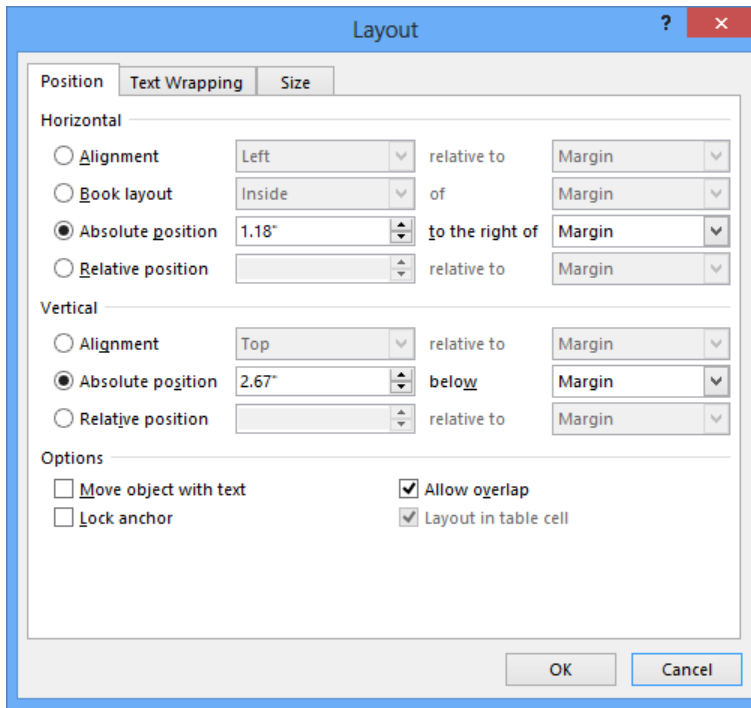 Layout ?
Position Text Wrapping Size
Horizontal
Alignment Left relative to Margin
Book layout Inside of Margin
Absolute position 1.18" to the right of Margin
Relative position relative to Margin
Vertical
Alignment Top relative to Margin
Absolute position 2.67" below Margin
Relative position relative to Margin
Options
Move object with text Allow overlap
Lock anchor Layout in table cell
OK Cancel